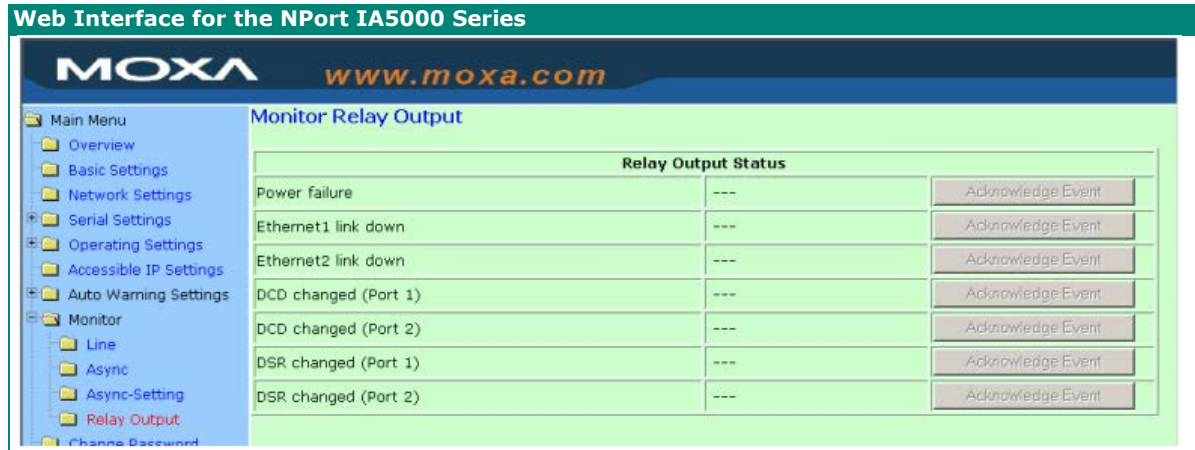 Web Interface for the NPort IA5000 Series
MOXA www.moxa.com
Main Menu
Overview
Basic Settings
Network Settings
Serial Settings
Operating Settings
Accessible IP Settings
Auto Warning Settings
Monitor
Line
Async
Async-Setting
Relay Output
Change Password
Monitor Relay Output
Relay Output Status
Power failure --- Acknowledge Event
Ethernet1 link down --- Acknowledge Event
Ethernet2 link down --- Acknowledge Event
DCD changed (Port 1) --- Acknowledge Event
DCD changed (Port 2) --- Acknowledge Event
DSR changed (Port 1) --- Acknowledge Event
DSR changed (Port 2) --- Acknowledge Event